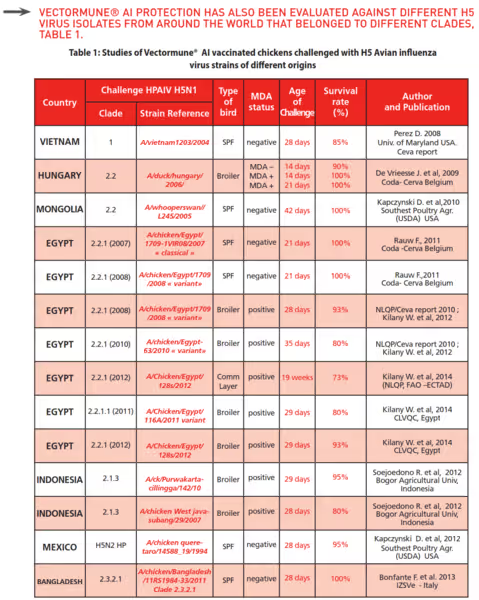 VECTORMUNE® AI PROTECTION HAS ALSO BEEN EVALUATED AGAINST DIFFERENT H5
VIRUS ISOLATES FROM AROUND THE WORLD THAT BELONGED TO DIFFERENT CLADES,
TABLE 1.
Table 1: Studies of Vectormune® AI vaccinated chickens challenged with H5 Avian influenza
virus strains of different origins
Country | Challenge HPAIV H5N1 | Type of bird | MDA status | Age of Challenge | Survival rate (%) | Author and Publication
Clade | Strain Reference
VIETNAM | 1 | A/vietnam1203/2004 | SPF | negative | 28 days | 85% | Perez D. 2008 Univ. of Maryland USA. Ceva report
HUNGARY | 2.2 | A/duck/hungary/ 2006/ | Broiler | MDA – MDA + MDA + | 14 days 14 days 21 days | 90% 100% 100% | De Vrieesse J. et al, 2009 Coda- Cerva Belgium
MONGOLIA | 2.2 | A/whooperswan// L245/2005 | SPF | negative | 42 days | 100% | Kapczynski D. et al,2010 Southest Poultry Agr. (USDA) USA
EGYPT | 2.2.1 (2007) | A/chicken/Egypt/ 1709-1VIR08/2007 « classical « | SPF | negative | 21 days | 100% | Rauw F., 2011 Coda -Cerva Belgium
EGYPT | 2.2.1 (2008) | A/chicken/Egypt/1709 /2008 « variant» | SPF | negative | 21 days | 100% | Rauw F.,2011 Coda- Cerva Belgium
EGYPT | 2.2.1 (2008) | A/chicken/Egypt/1709 /2008 « variant» | Broiler | positive | 28 days | 93% | NLQP/Ceva report 2010 ; Kilany W. et al, 2012
EGYPT | 2.2.1 (2010) | A/chicken/Egypt- 63/2010 « variant» | Broiler | positive | 35 days | 80% | NLQP/Ceva report 2010 ; Kilany W. et al, 2012
EGYPT | 2.2.1 (2012) | A/chicken/Egypt/ 128s/2012 | Comm Layer | positive | 19 weeks | 73% | Kilany W. et al, 2014 (NLQP, FAO –ECTAD)
EGYPT | 2.2.1.1 (2011) | A/Chicken/Egypt/ 116A/2011 variant | Broiler | positive | 29 days | 80% | Kilany W. et al, 2014 CLVQC, Egypt
EGYPT | 2.2.1 (2012) | A/Chicken/Egypt/ 128s/2012 | Broiler | positive | 29 days | 93% | Kilany W. et al, 2014 CLVQC, Egypt
INDONESIA | 2.1.3 | A/ck/Purwakarta- cillingga/142/10 | Broiler | positive | 29 days | 95% | Soejoedono R. et al, 2012 Bogor Agricultural Univ, Indonesia
INDONESIA | 2.1.3 | A/chicken West java- subang/29/2007 | Broiler | positive | 28 days | 80% | Soejoedono R. et al, 2012 Bogor Agricultural Univ, Indonesia
MEXICO | H5N2 HP | A/chicken quere- taro/14588_19/1994 | SPF | negative | 28 days | 95% | Kapczynski D. et al, 2012 Southest Poultry Agr. (USDA) USA
BANGLADESH | 2.3.2.1 | A/chicken/Bangladesh /11RS1984-33/2011 Clade 2.3.2.1 | SPF | negative | 28 days | 100% | Bonfante F. et al, 2013 IZSVe - Italy